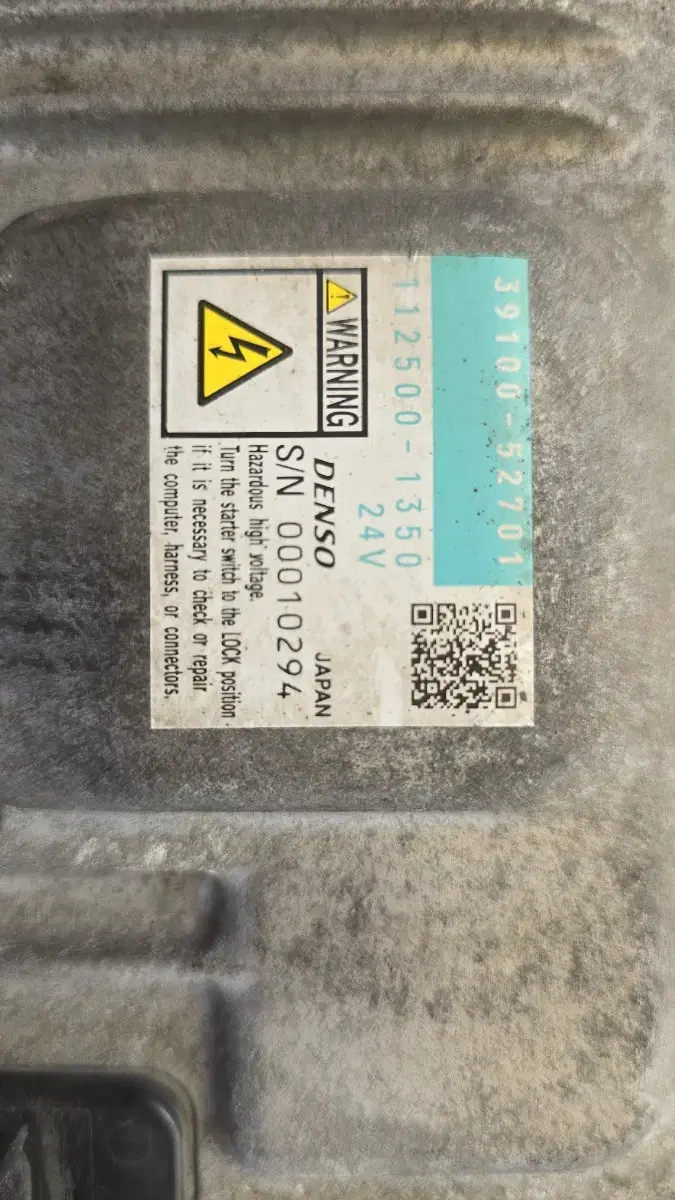 39100-52701
112500-1350
24V
WARNING
DENSO JAPAN
S/N 00010294
Hazardous high voltage.
Turn the starter switch to the LOCK position
if it is necessary to check or repair
the computer, harness, or connectors.